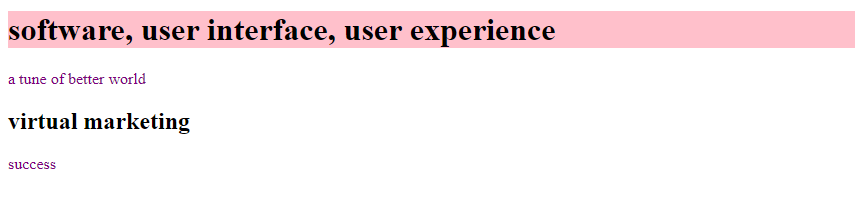 software, user interface, user experience
a tune of better world
virtual marketing
success